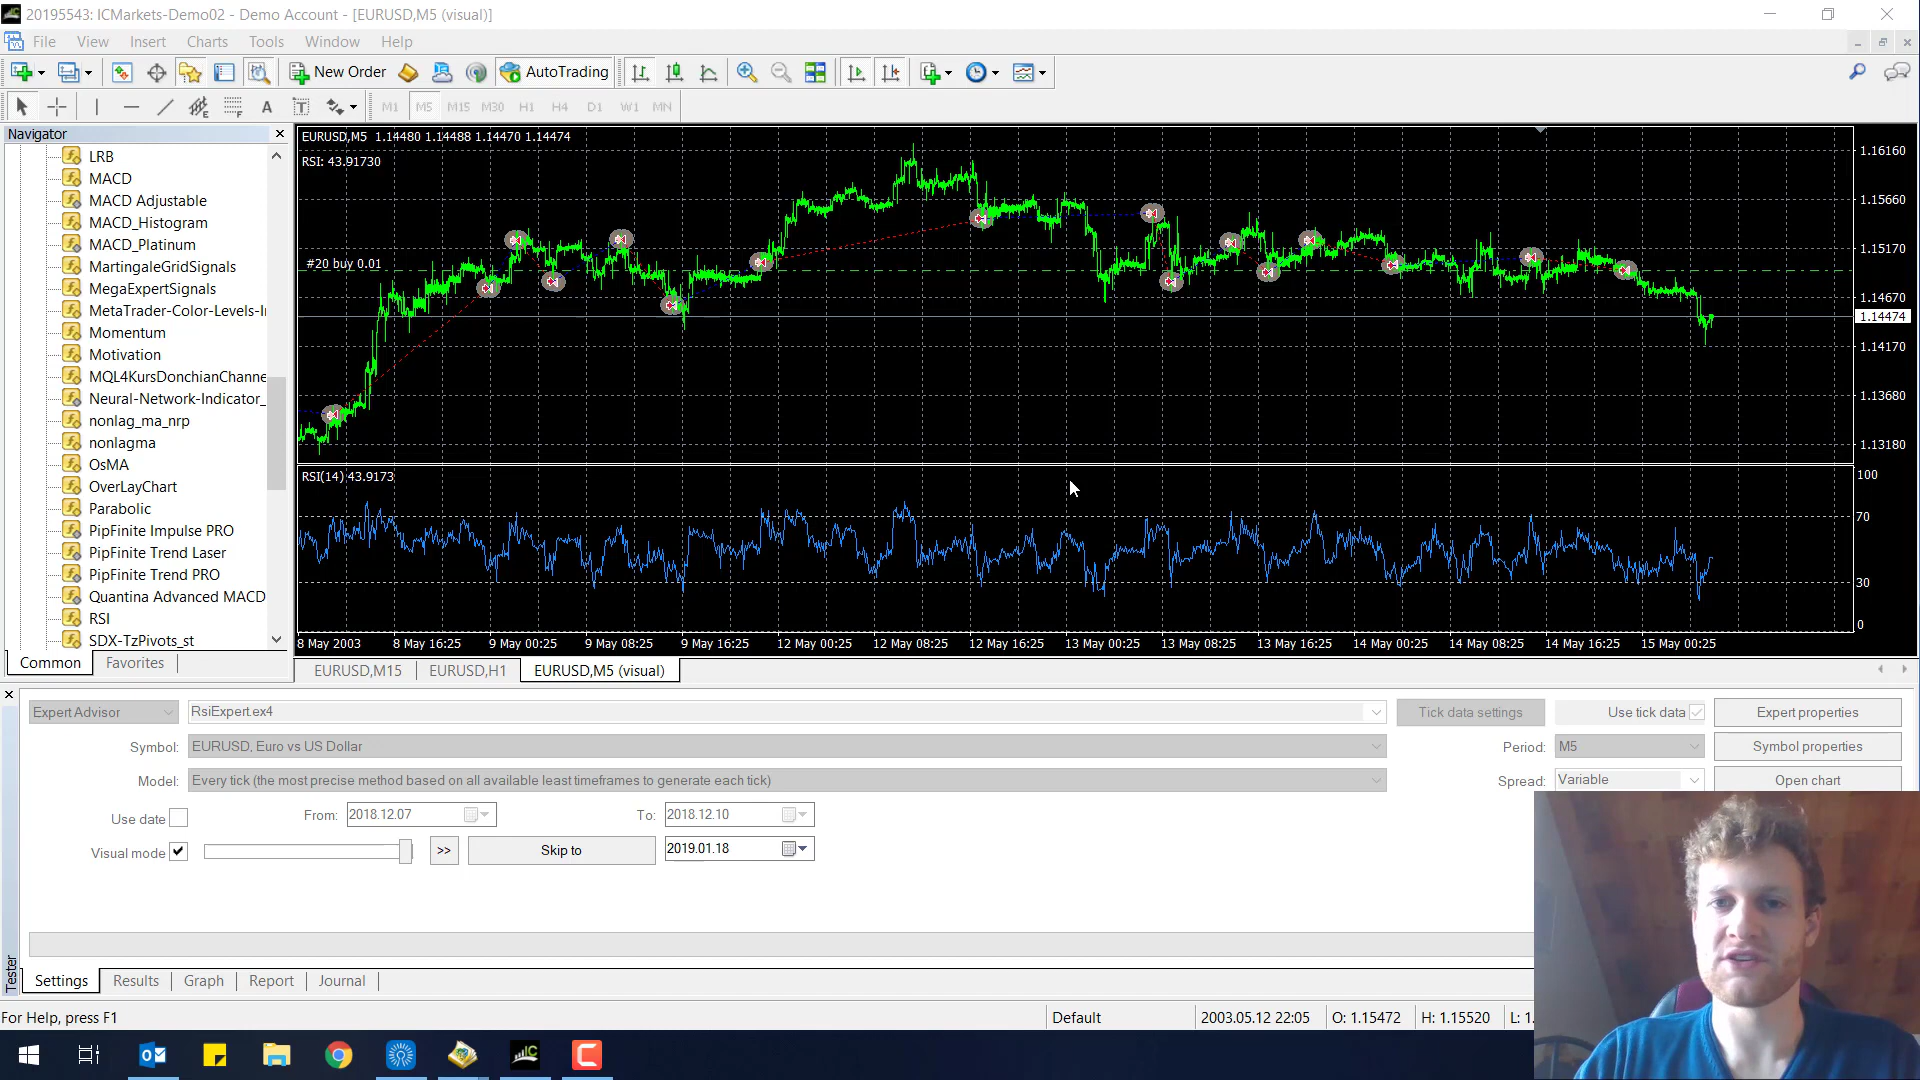 20195543: ICMarkets-Demo02 - Demo Account - [EURUSD,M5 (visual)]
File View Insert Charts Tools Window Help
New Order AutoTrading
A T M1 M5 M15 M30 H1 H4 D1 W1 MN
Navigator
LRB
MACD
MACD Adjustable
MACD_Histogram
MACD_Platinum
MartingaleGridSignals
MegaExpertSignals
MetaTrader-Color-Levels-I
Momentum
Motivation
MQL4KursDonchianChanne
Neural-Network-Indicator_
nonlag_ma_nrp
nonlagma
OsMA
OverLayChart
Parabolic
PipFinite Impulse PRO
PipFinite Trend Laser
PipFinite Trend PRO
Quantina Advanced MACD
RSI
SDX-TzPivots_st
Common Favorites
EURUSD,M5 1.14480 1.14488 1.14470 1.14474
RSI: 43.91730
#20 buy 0.01
1.16160
1.15660
1.15170
1.14670
1.14474
1.14170
1.13680
1.13180
RSI(14) 43.9173
100
70
30
0
8 May 2003 8 May 16:25 9 May 00:25 9 May 08:25 9 May 16:25 12 May 00:25 12 May 08:25 12 May 16:25 13 May 00:25 13 May 08:25 13 May 16:25 14 May 00:25 14 May 08:25 14 May 16:25 15 May 00:25
EURUSD,M15 EURUSD,H1 EURUSD,M5 (visual)
Expert Advisor RsiExpert.ex4 Tick data settings Use tick data Expert properties
Symbol: EURUSD, Euro vs US Dollar Period: M5 Symbol properties
Model: Every tick (the most precise method based on all available least timeframes to generate each tick) Spread: Variable Open chart
Use date From: 2018.12.07 To: 2018.12.10
Visual mode >> Skip to 2019.01.18
Tester
Settings Results Graph Report Journal
For Help, press F1 Default 2003.05.12 22:05 O: 1.15472 H: 1.15520 L: 1.